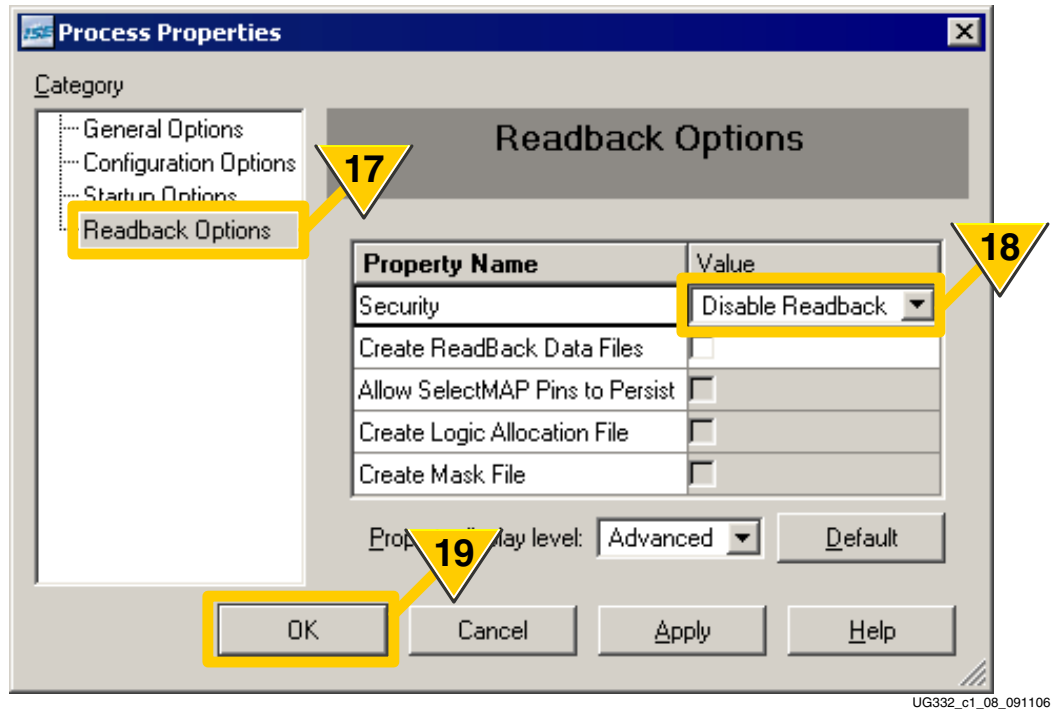 ISE Process Properties
Category
General Options
Configuration Options
Startup Options
Readback Options
17
Readback Options
18
Property Name Value
Security Disable Readback
Create ReadBack Data Files
Allow SelectMAP Pins to Persist
Create Logic Allocation File
Create Mask File
level: Advanced Default
19
OK Cancel Apply Help
UG332_c1_08_091106